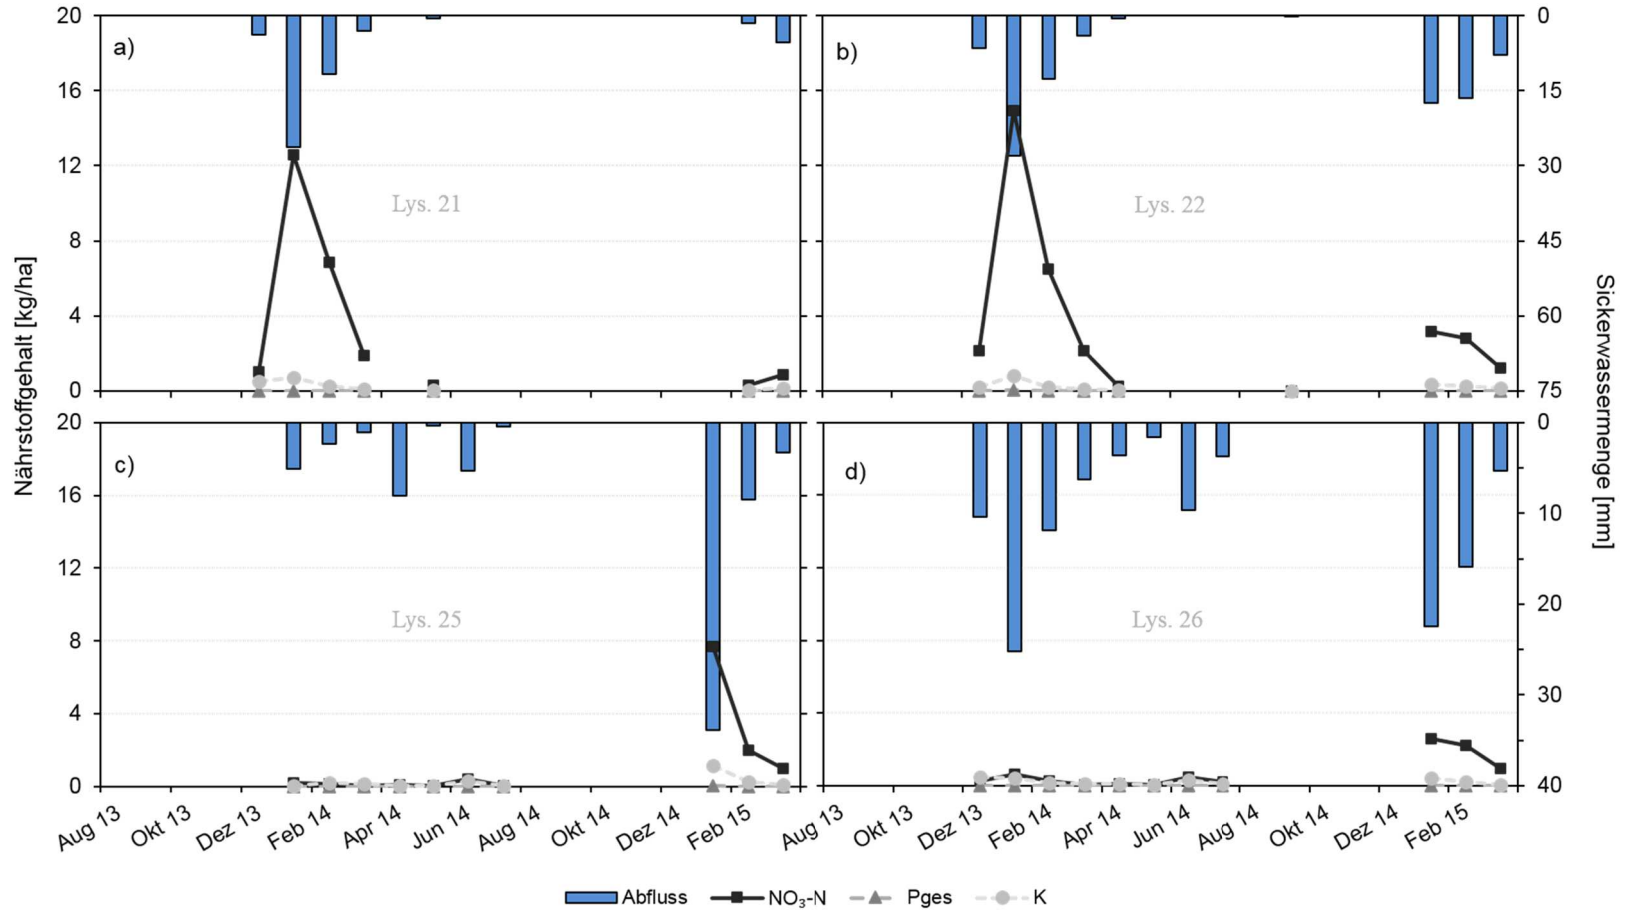 20
16
12
8
4
0
a)
Lys. 21
b)
Lys. 22
0
15
30
45
60
75
Nährstoffgehalt [kg/ha]
Sickerwassermenge [mm]
20
16
12
8
4
0
c)
Lys. 25
d)
Lys. 26
0
10
20
30
40
Aug 13 Okt 13 Dez 13 Feb 14 Apr 14 Jun 14 Aug 14 Okt 14 Dez 14 Feb 15
Aug 13 Okt 13 Dez 13 Feb 14 Apr 14 Jun 14 Aug 14 Okt 14 Dez 14 Feb 15
Abfluss NO₃-N Pges K